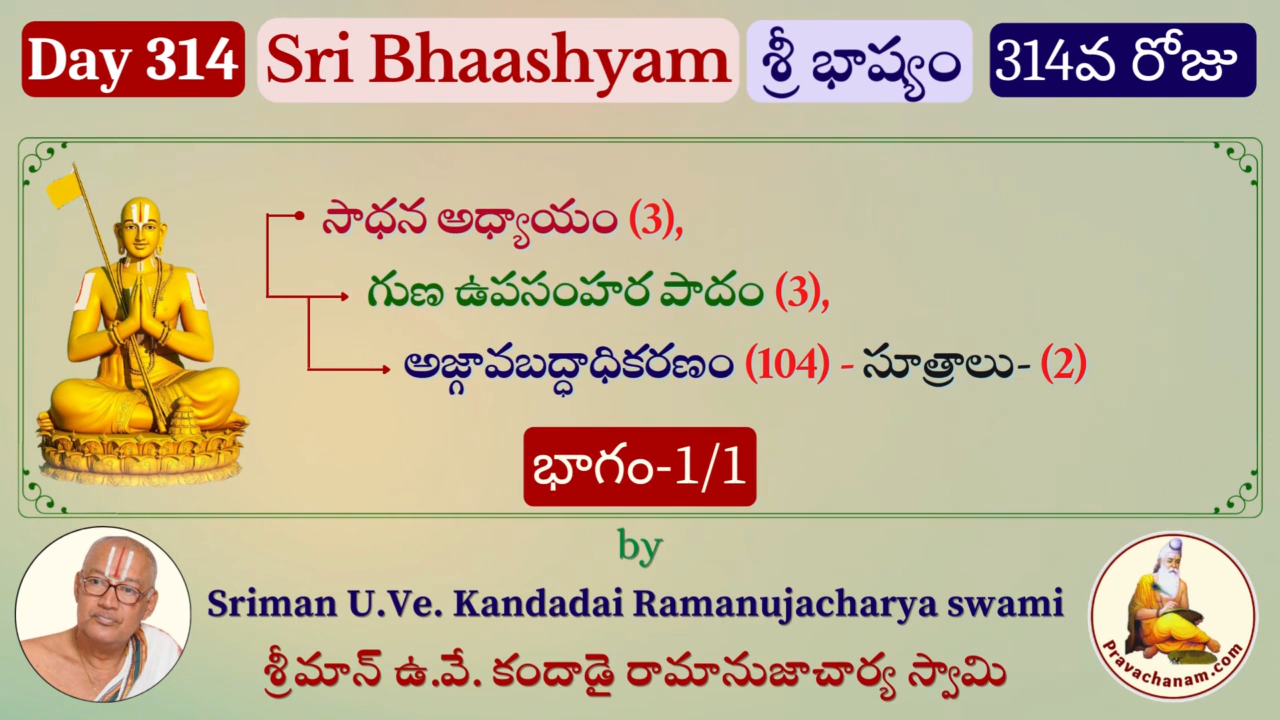 Day 314 Sri Bhaashyam శ్రీ భాష్యం 314వ రోజు
సాధన అధ్యాయం (3),
గుణ ఉపసంహర పాదం (3),
అఙ్గావబద్ధాధికరణం (104) - సూత్రాలు- (2)
భాగం-1/1
by
Sriman U.Ve. Kandadai Ramanujacharya swami
శ్రీమాన్ ఉ.వే. కందాడై రామానుజాచార్య స్వామి
Pravachanam.com